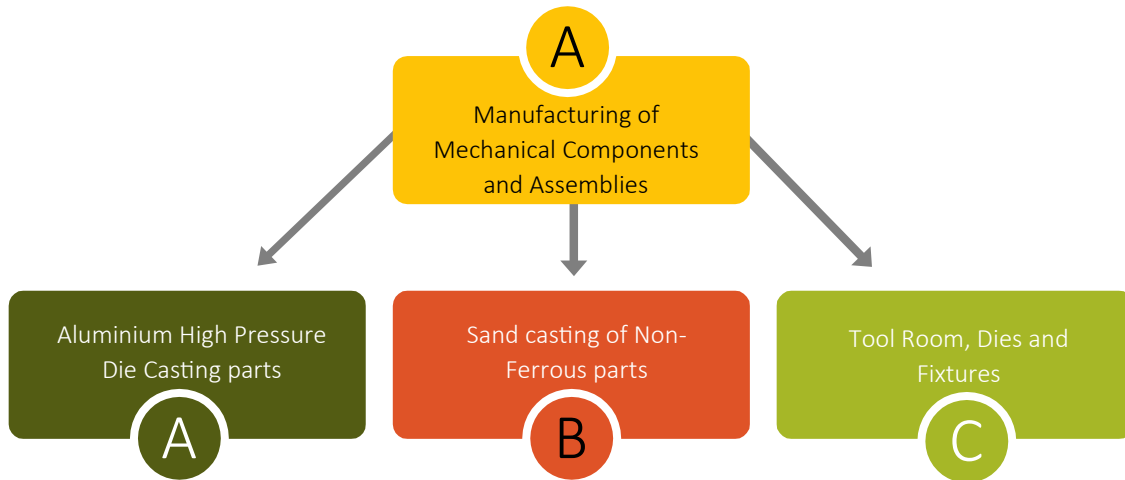 A
Manufacturing of
Mechanical Components
and Assemblies
Aluminium High Pressure
Die Casting parts
A
Sand casting of Non-
Ferrous parts
B
Tool Room, Dies and
Fixtures
C